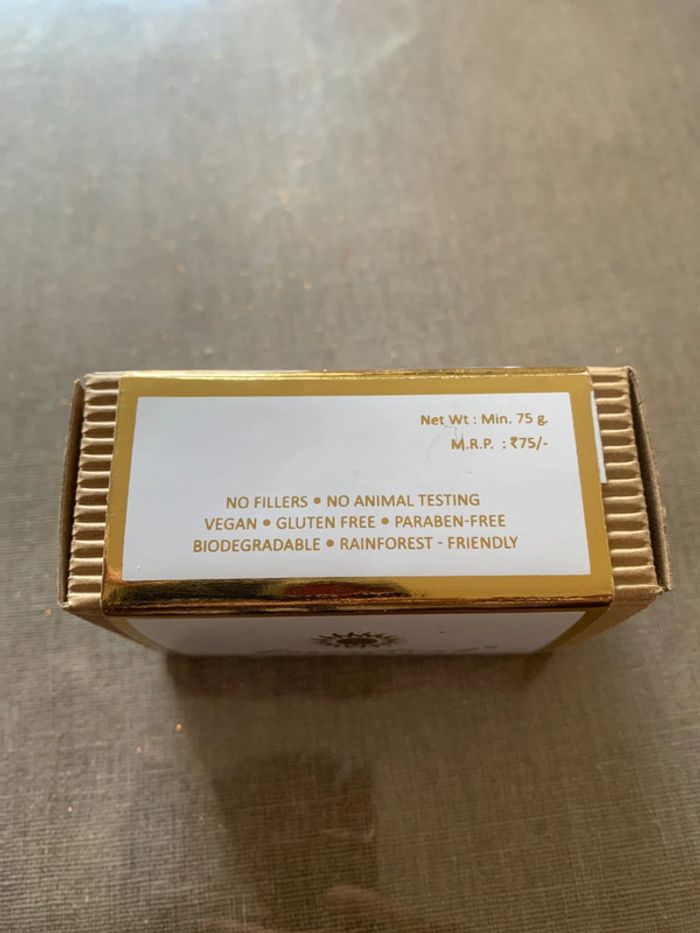 Net Wt : Min. 75 g.
M.R.P. : ₹75/-
NO FILLERS • NO ANIMAL TESTING
VEGAN • GLUTEN FREE • PARABEN-FREE
BIODEGRADABLE • RAINFOREST - FRIENDLY